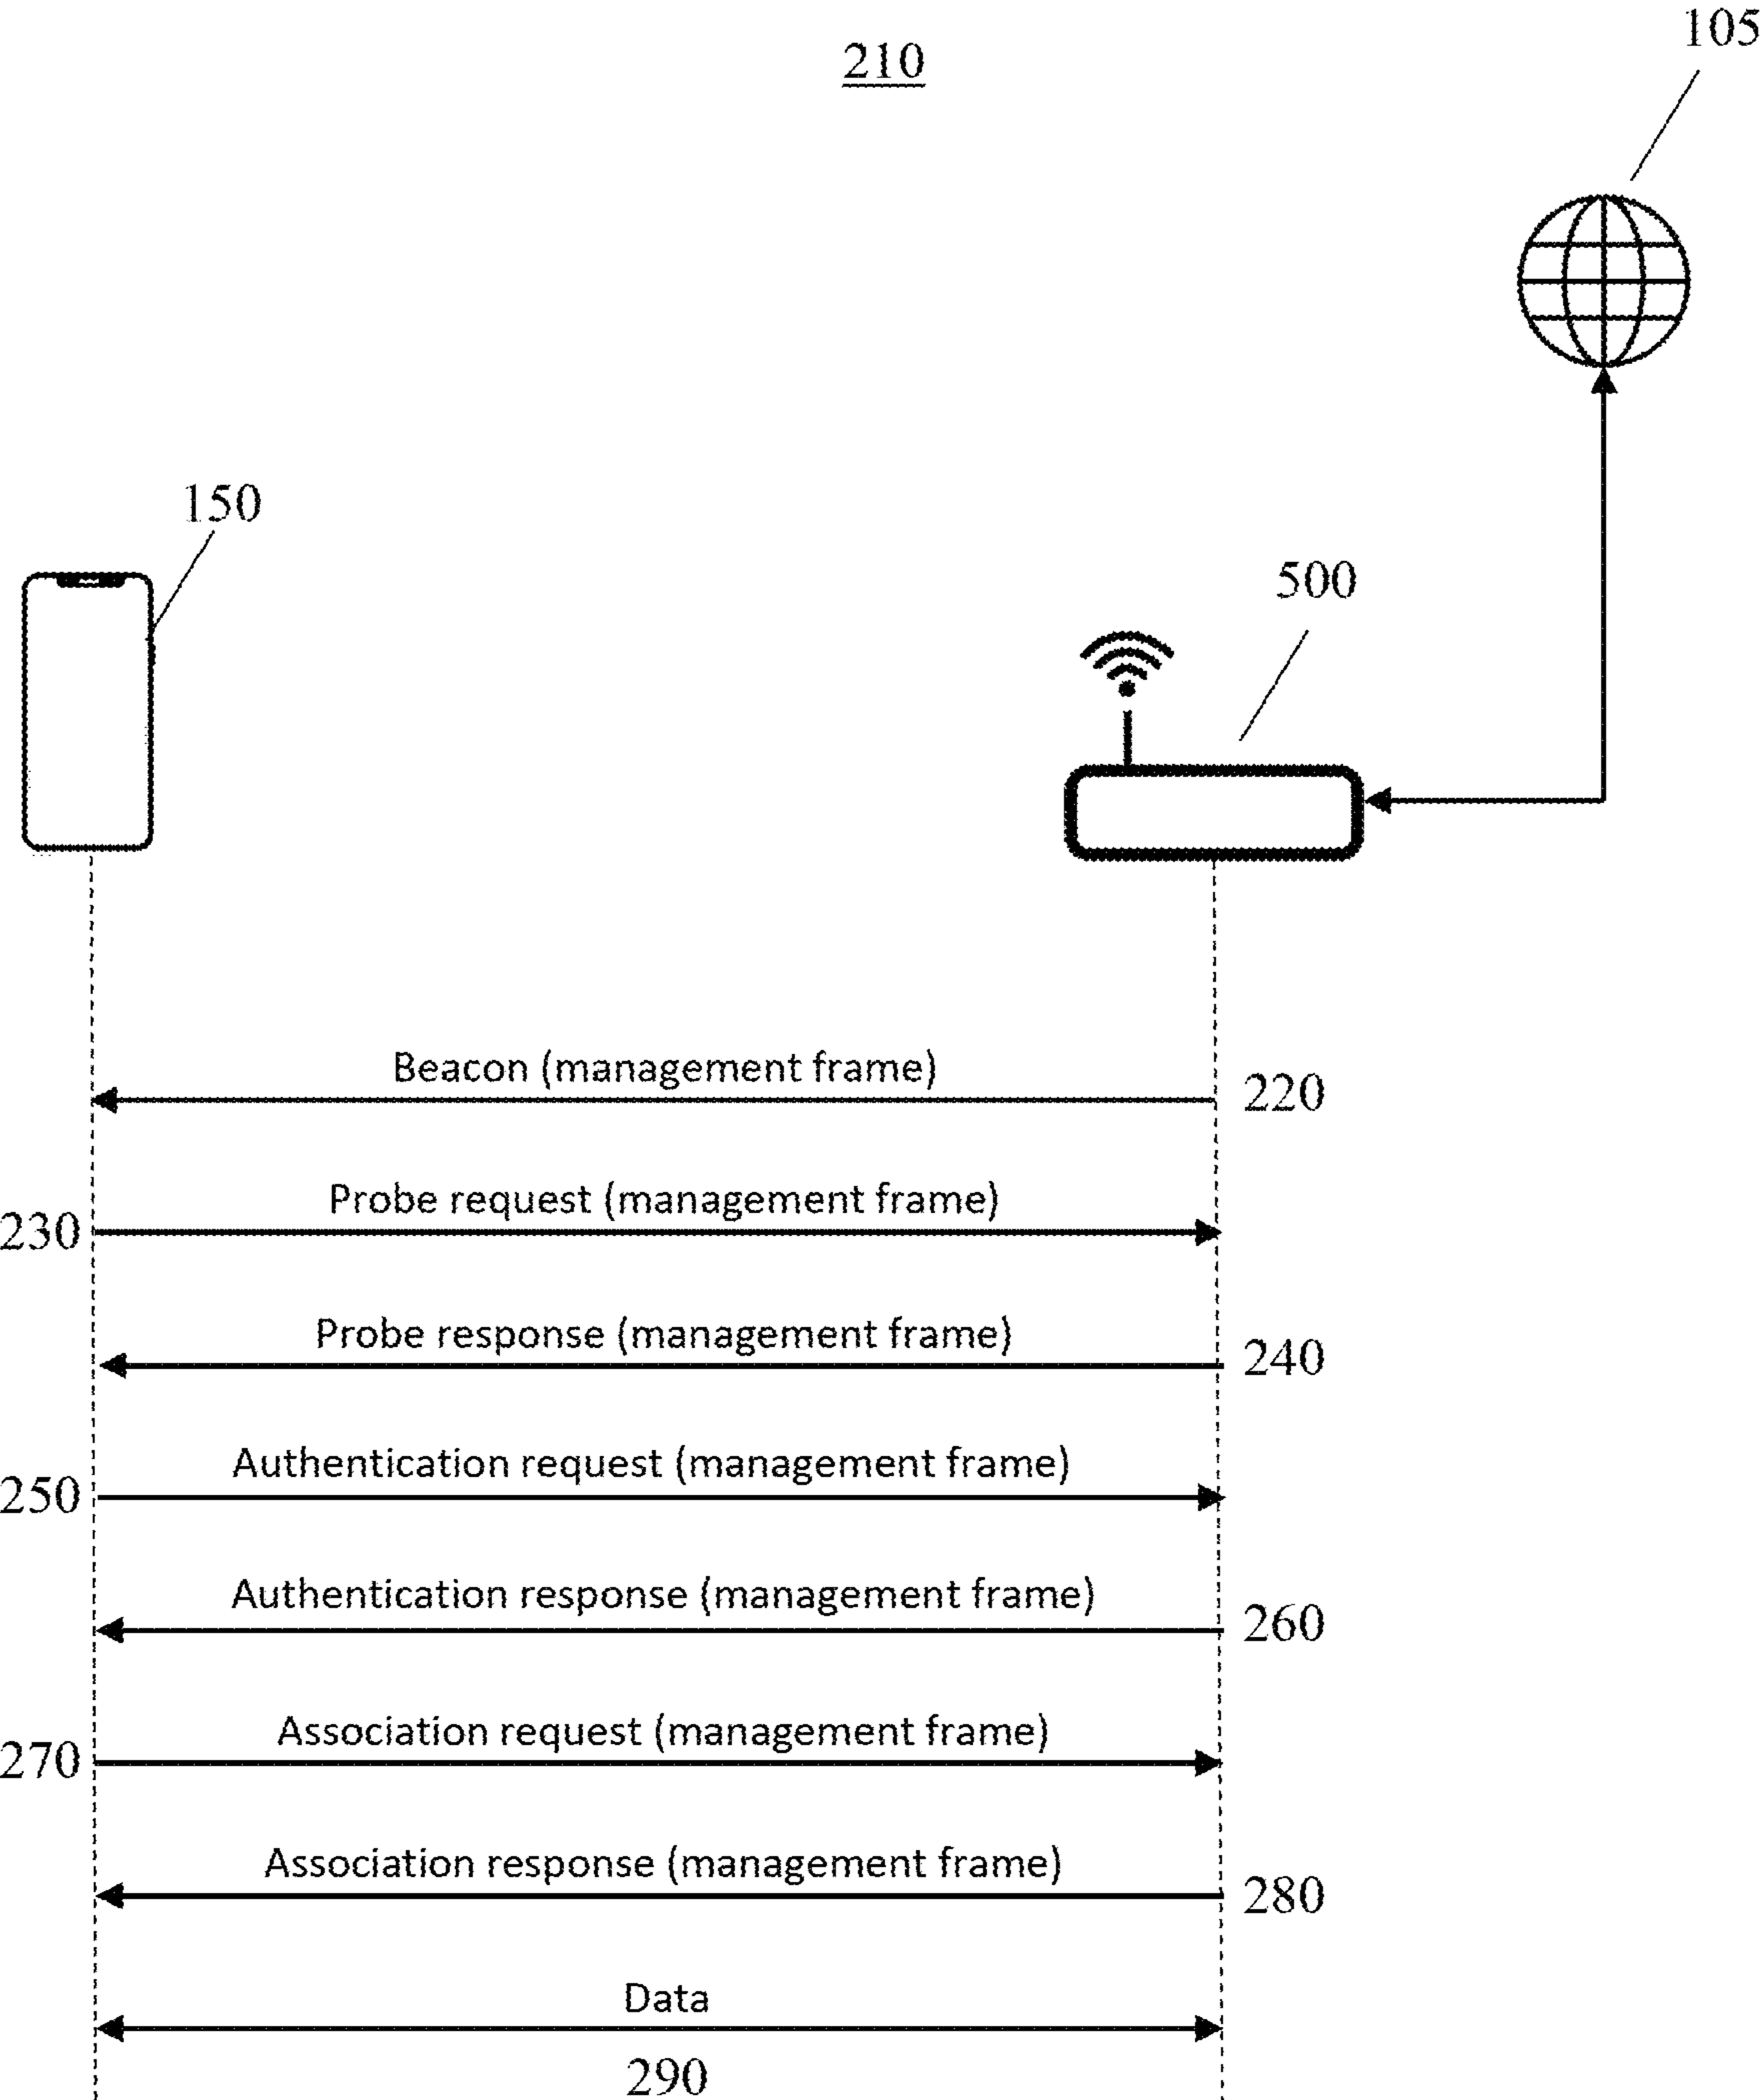 105
210
150
500
Beacon (management frame)
220
Probe request (management frame)
230
Probe response (management frame)
240
Authentication request (management frame)
250
Authentication response (management frame)
260
Association request (management frame)
270
Association response (management frame)
280
Data
290